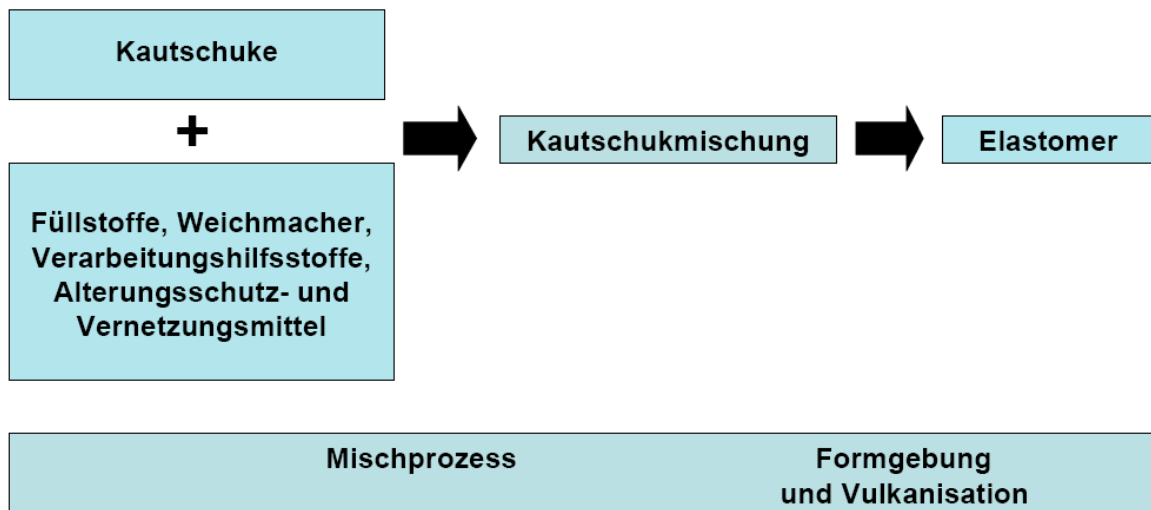 Kautschuke
+
Füllstoffe, Weichmacher,
Verarbeitungshilfsstoffe,
Alterungsschutz- und
Vernetzungsmittel
Kautschukmischung
Elastomer
Mischprozess
Formgebung
und Vulkanisation